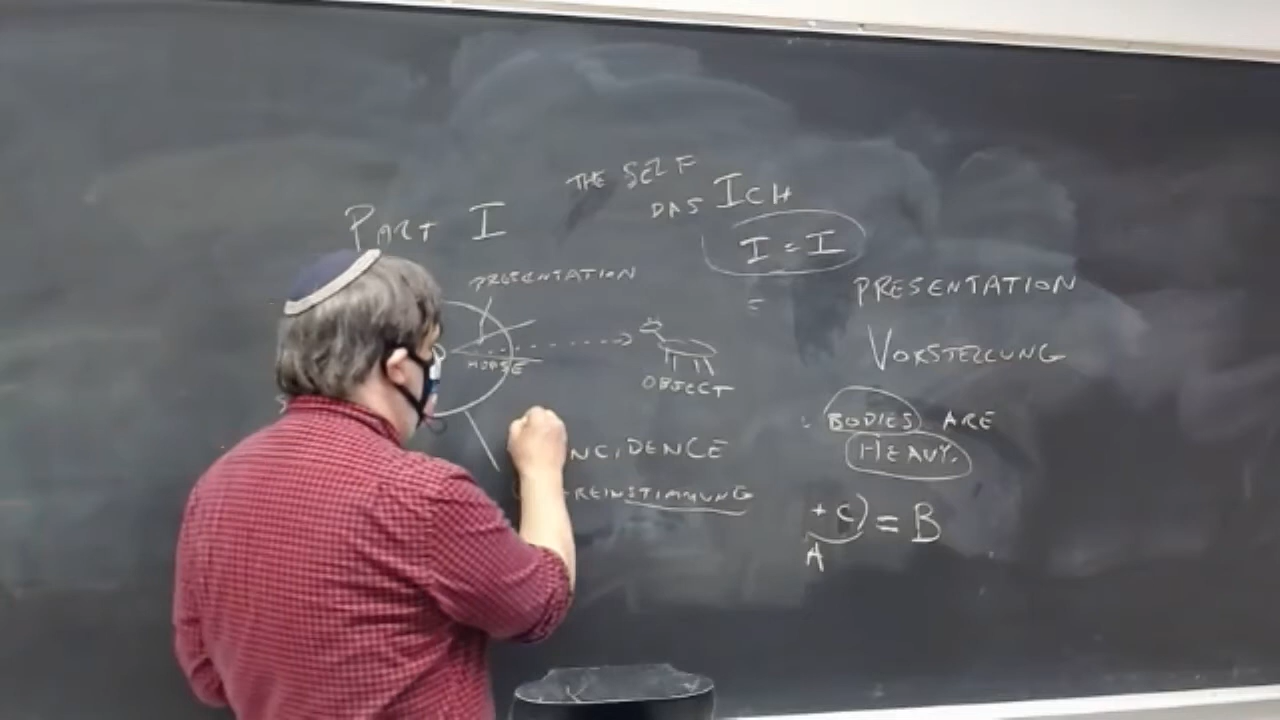 THE SELF
DAS ICH
PART I
I = I
PRESENTATION
=
PRESENTATION
HORSE
VORSTELLUNG
OBJECT
BODIES ARE
HEAVY.
NCIDENCE
REINSTIMMUNG
+ C) = B
A